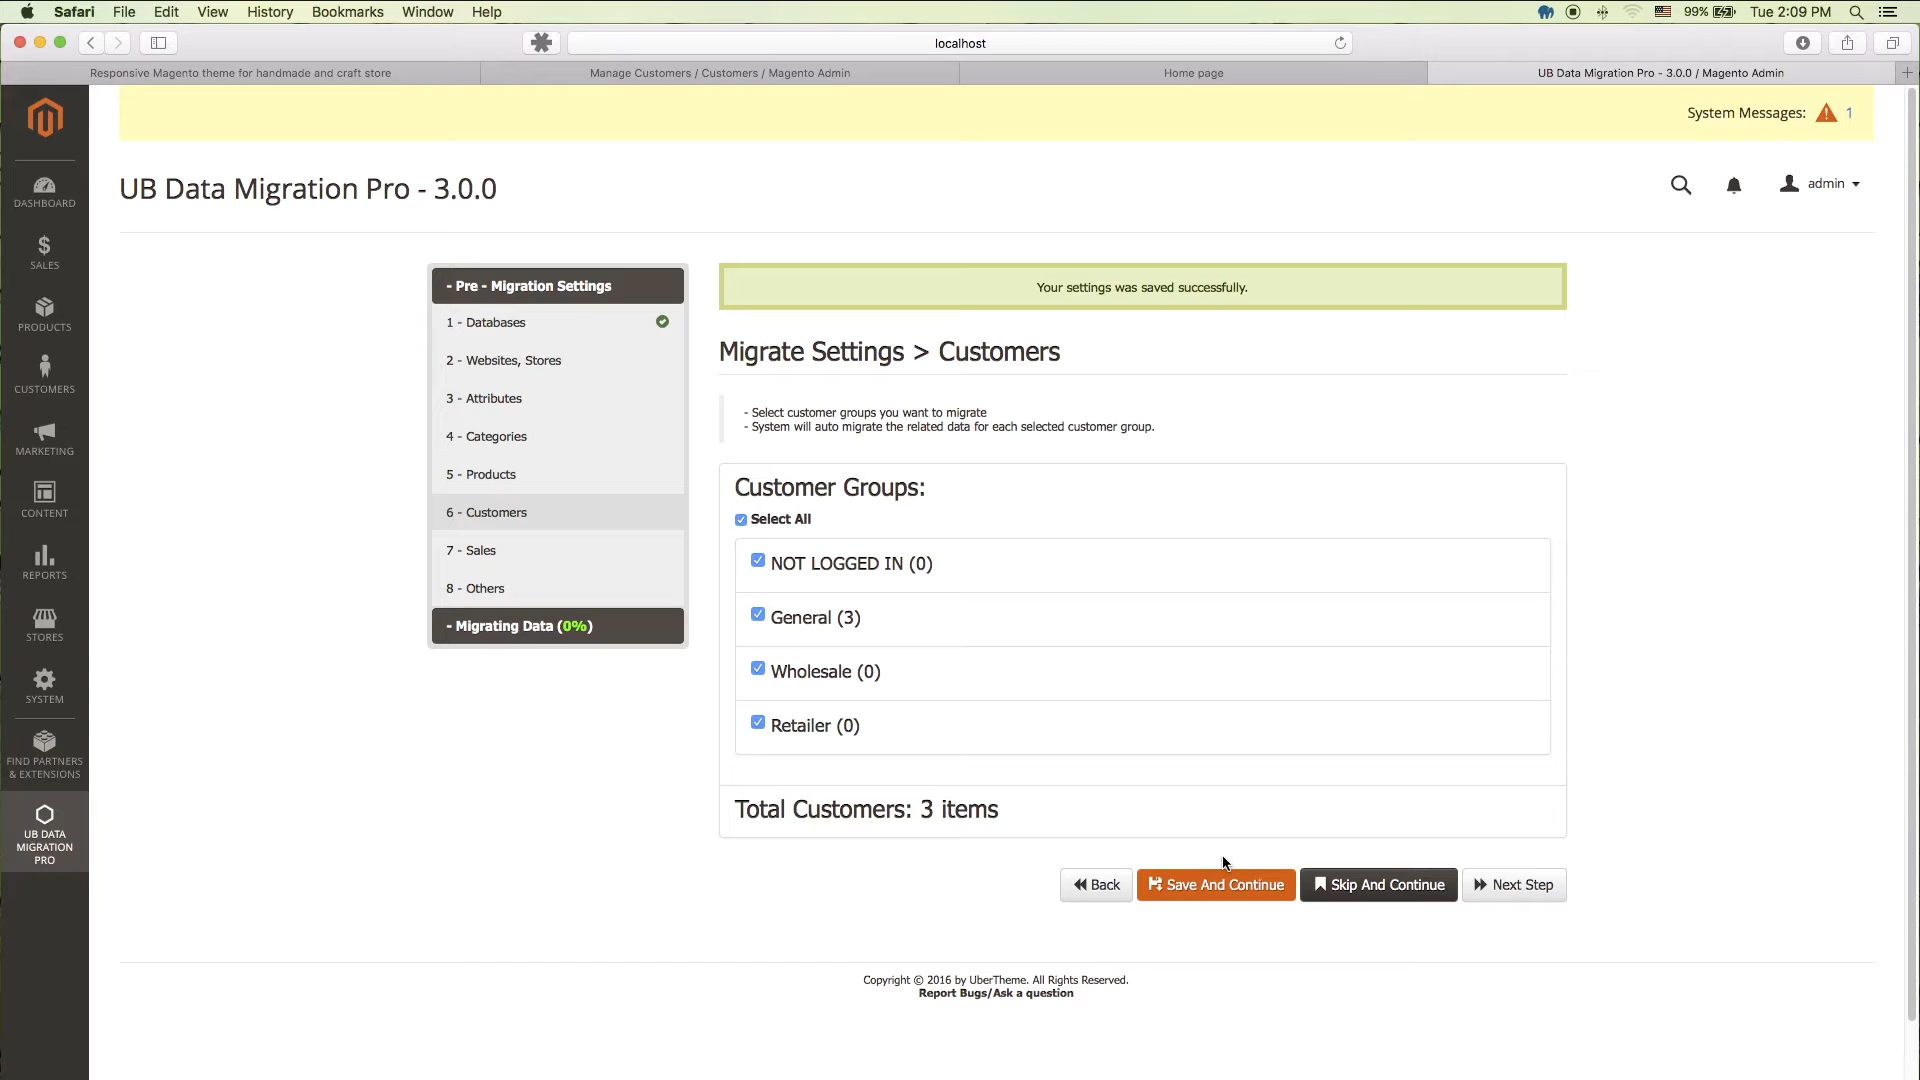 Safari File Edit View History Bookmarks Window Help 99% Tue 2:09 PM
localhost
Responsive Magento theme for handmade and craft store
Manage Customers / Customers / Magento Admin
Home page
UB Data Migration Pro - 3.0.0 / Magento Admin
System Messages: 1
UB Data Migration Pro - 3.0.0
admin
DASHBOARD
SALES
PRODUCTS
CUSTOMERS
MARKETING
CONTENT
REPORTS
STORES
SYSTEM
FIND PARTNERS
& EXTENSIONS
UB DATA
MIGRATION
PRO
- Pre - Migration Settings
1 - Databases
2 - Websites, Stores
3 - Attributes
4 - Categories
5 - Products
6 - Customers
7 - Sales
8 - Others
- Migrating Data (0%)
Your settings was saved successfully.
Migrate Settings > Customers
- Select customer groups you want to migrate
- System will auto migrate the related data for each selected customer group.
Customer Groups:
Select All
NOT LOGGED IN (0)
General (3)
Wholesale (0)
Retailer (0)
Total Customers: 3 items
Back
Save And Continue
Skip And Continue
Next Step
Copyright © 2016 by UberTheme. All Rights Reserved.
Report Bugs/Ask a question